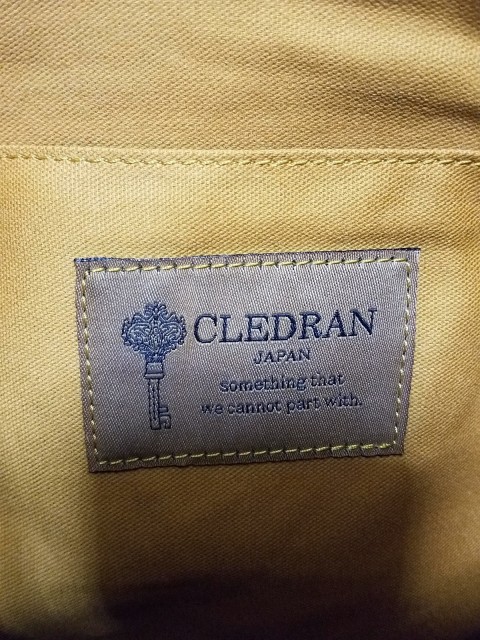 CLEDRAN
JAPAN
something that
we cannot part with.